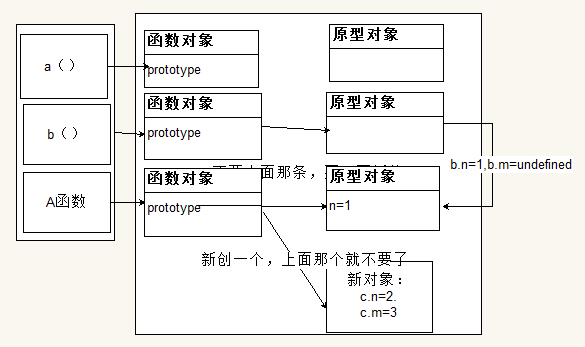 函数对象
原型对象
a（）
prototype
函数对象
原型对象
b（）
prototype
b.n=1,b.m=undefined
上面那条，
函数对象
原型对象
A函数
prototype
n=1
新创一个，上面那个就不要了
新对象：
c.n=2.
c.m=3